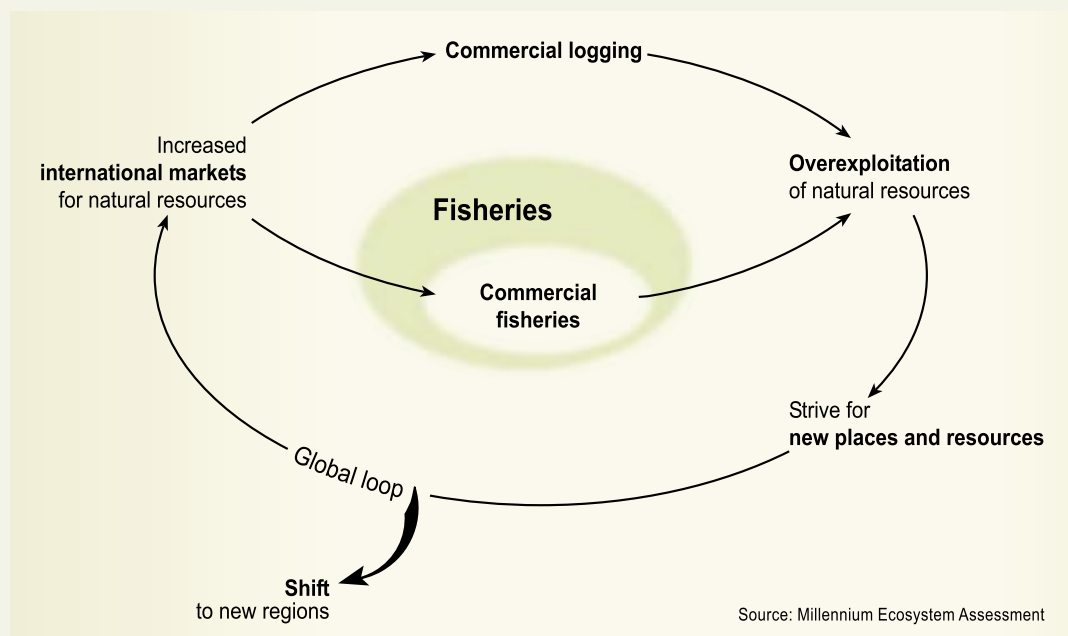 Commercial logging
Increased
international markets
for natural resources
Overexploitation
of natural resources
Fisheries
Commercial
fisheries
Strive for
new places and resources
Global loop
Shift
to new regions
Source: Millennium Ecosystem Assessment